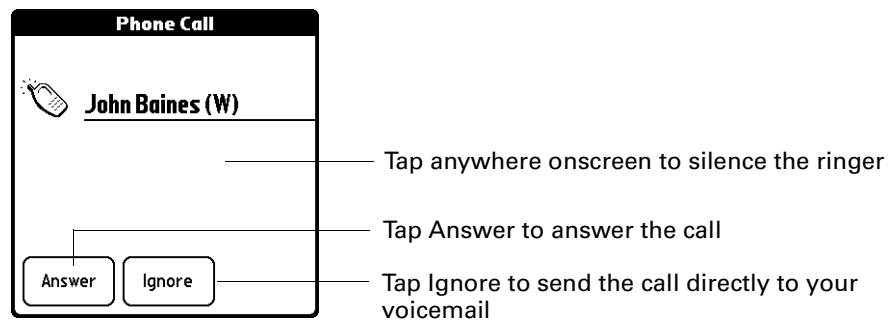 Phone Call
John Baines (W)
Tap anywhere onscreen to silence the ringer
Tap Answer to answer the call
Answer
Ignore
Tap Ignore to send the call directly to your
voicemail